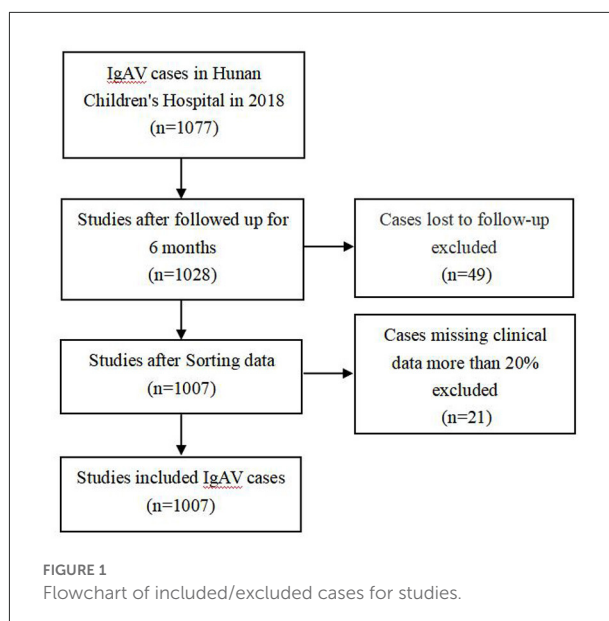 IgAV cases in Hunan
Children's Hospital in 2018
(n=1077)
Studies after followed up for
6 months
(n=1028)
Cases lost to follow-up
excluded
(n=49)
Studies after Sorting data
(n=1007)
Cases missing clinical
data more than 20%
excluded
(n=21)
Studies included IgAV cases
(n=1007)
FIGURE 1
Flowchart of included/excluded cases for studies.